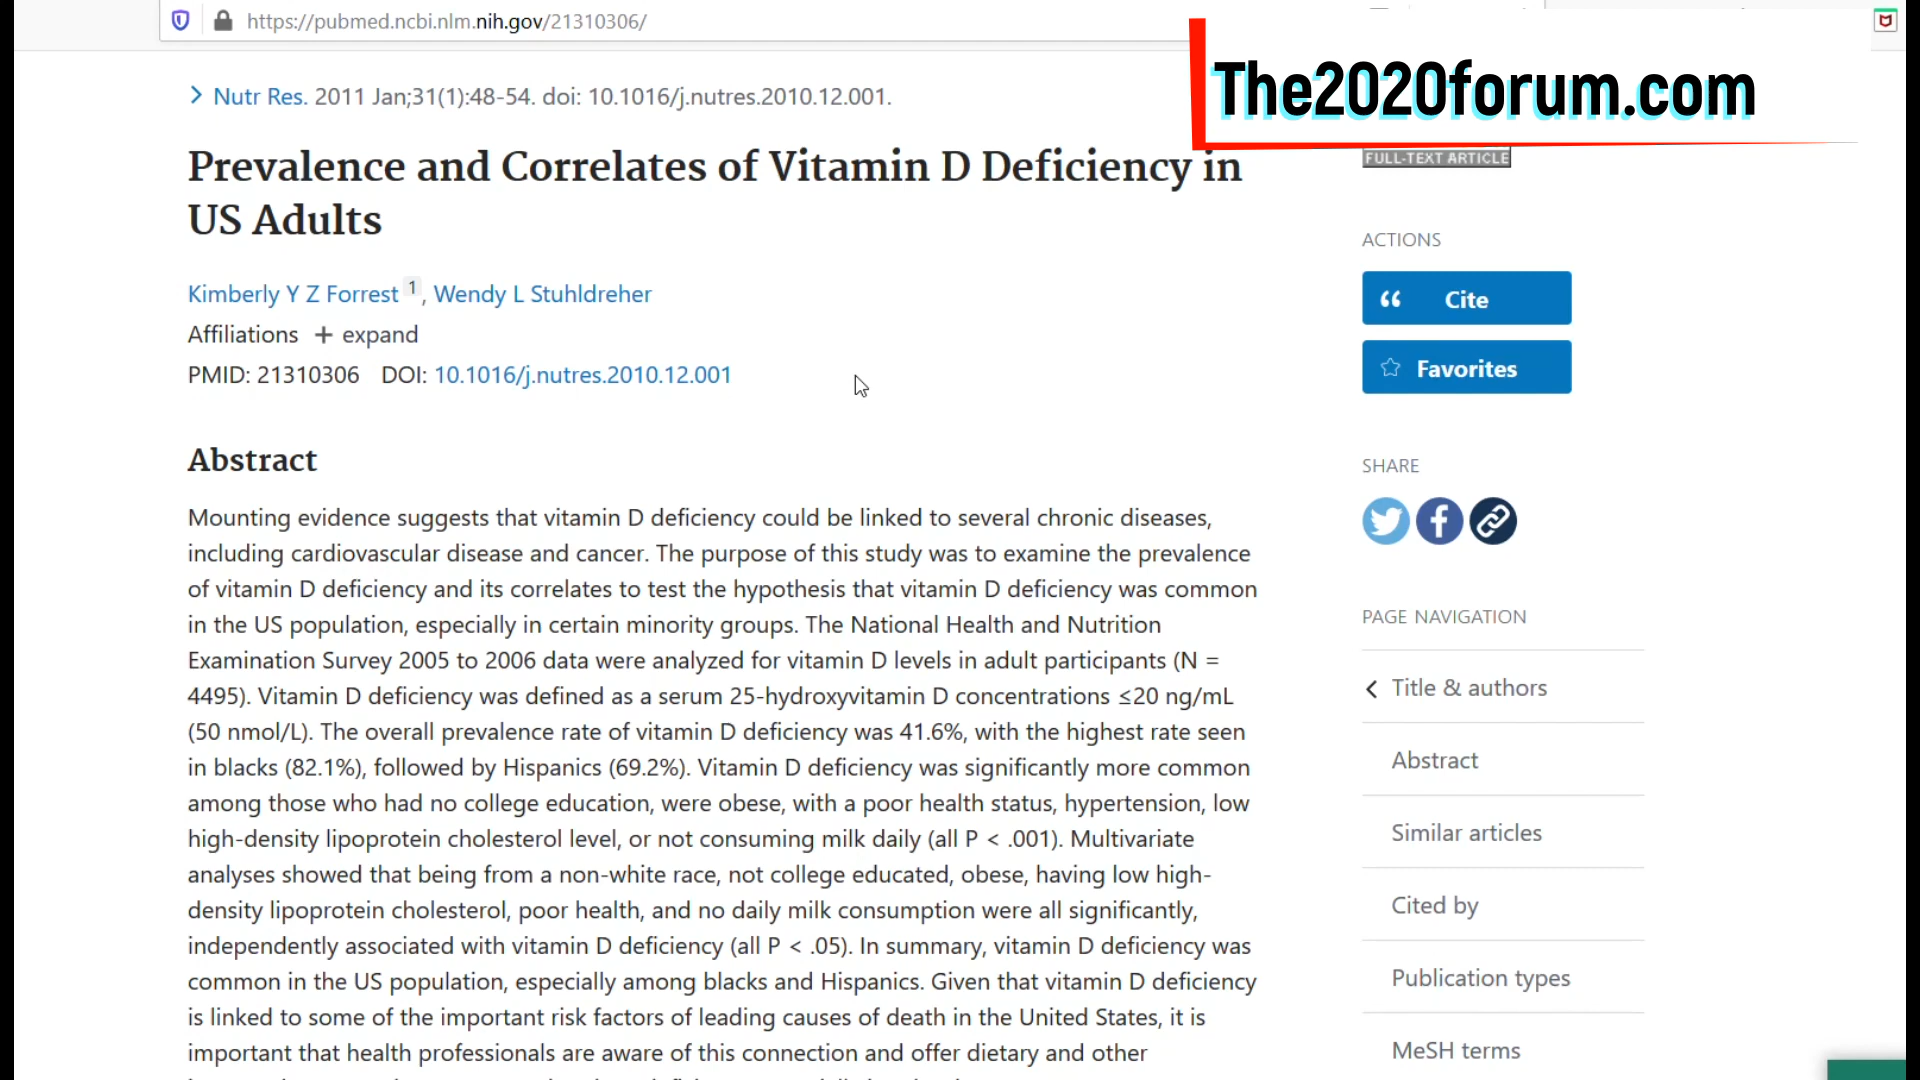 https://pubmed.ncbi.nlm.nih.gov/21310306/
The2020forum.com
Nutr Res. 2011 Jan;31(1):48-54. doi: 10.1016/j.nutres.2010.12.001.
Prevalence and Correlates of Vitamin D Deficiency in
US Adults
Kimberly Y Z Forrest 1, Wendy L Stuhldreher
Affiliations + expand
PMID: 21310306 DOI: 10.1016/j.nutres.2010.12.001
Abstract
Mounting evidence suggests that vitamin D deficiency could be linked to several chronic diseases,
including cardiovascular disease and cancer. The purpose of this study was to examine the prevalence
of vitamin D deficiency and its correlates to test the hypothesis that vitamin D deficiency was common
in the US population, especially in certain minority groups. The National Health and Nutrition
Examination Survey 2005 to 2006 data were analyzed for vitamin D levels in adult participants (N =
4495). Vitamin D deficiency was defined as a serum 25-hydroxyvitamin D concentrations ≤20 ng/mL
(50 nmol/L). The overall prevalence rate of vitamin D deficiency was 41.6%, with the highest rate seen
in blacks (82.1%), followed by Hispanics (69.2%). Vitamin D deficiency was significantly more common
among those who had no college education, were obese, with a poor health status, hypertension, low
high-density lipoprotein cholesterol level, or not consuming milk daily (all P < .001). Multivariate
analyses showed that being from a non-white race, not college educated, obese, having low high-
density lipoprotein cholesterol, poor health, and no daily milk consumption were all significantly,
independently associated with vitamin D deficiency (all P < .05). In summary, vitamin D deficiency was
common in the US population, especially among blacks and Hispanics. Given that vitamin D deficiency
is linked to some of the important risk factors of leading causes of death in the United States, it is
important that health professionals are aware of this connection and offer dietary and other
FULL-TEXT ARTICLE
ACTIONS
Cite
Favorites
SHARE
PAGE NAVIGATION
Title & authors
Abstract
Similar articles
Cited by
Publication types
MeSH terms